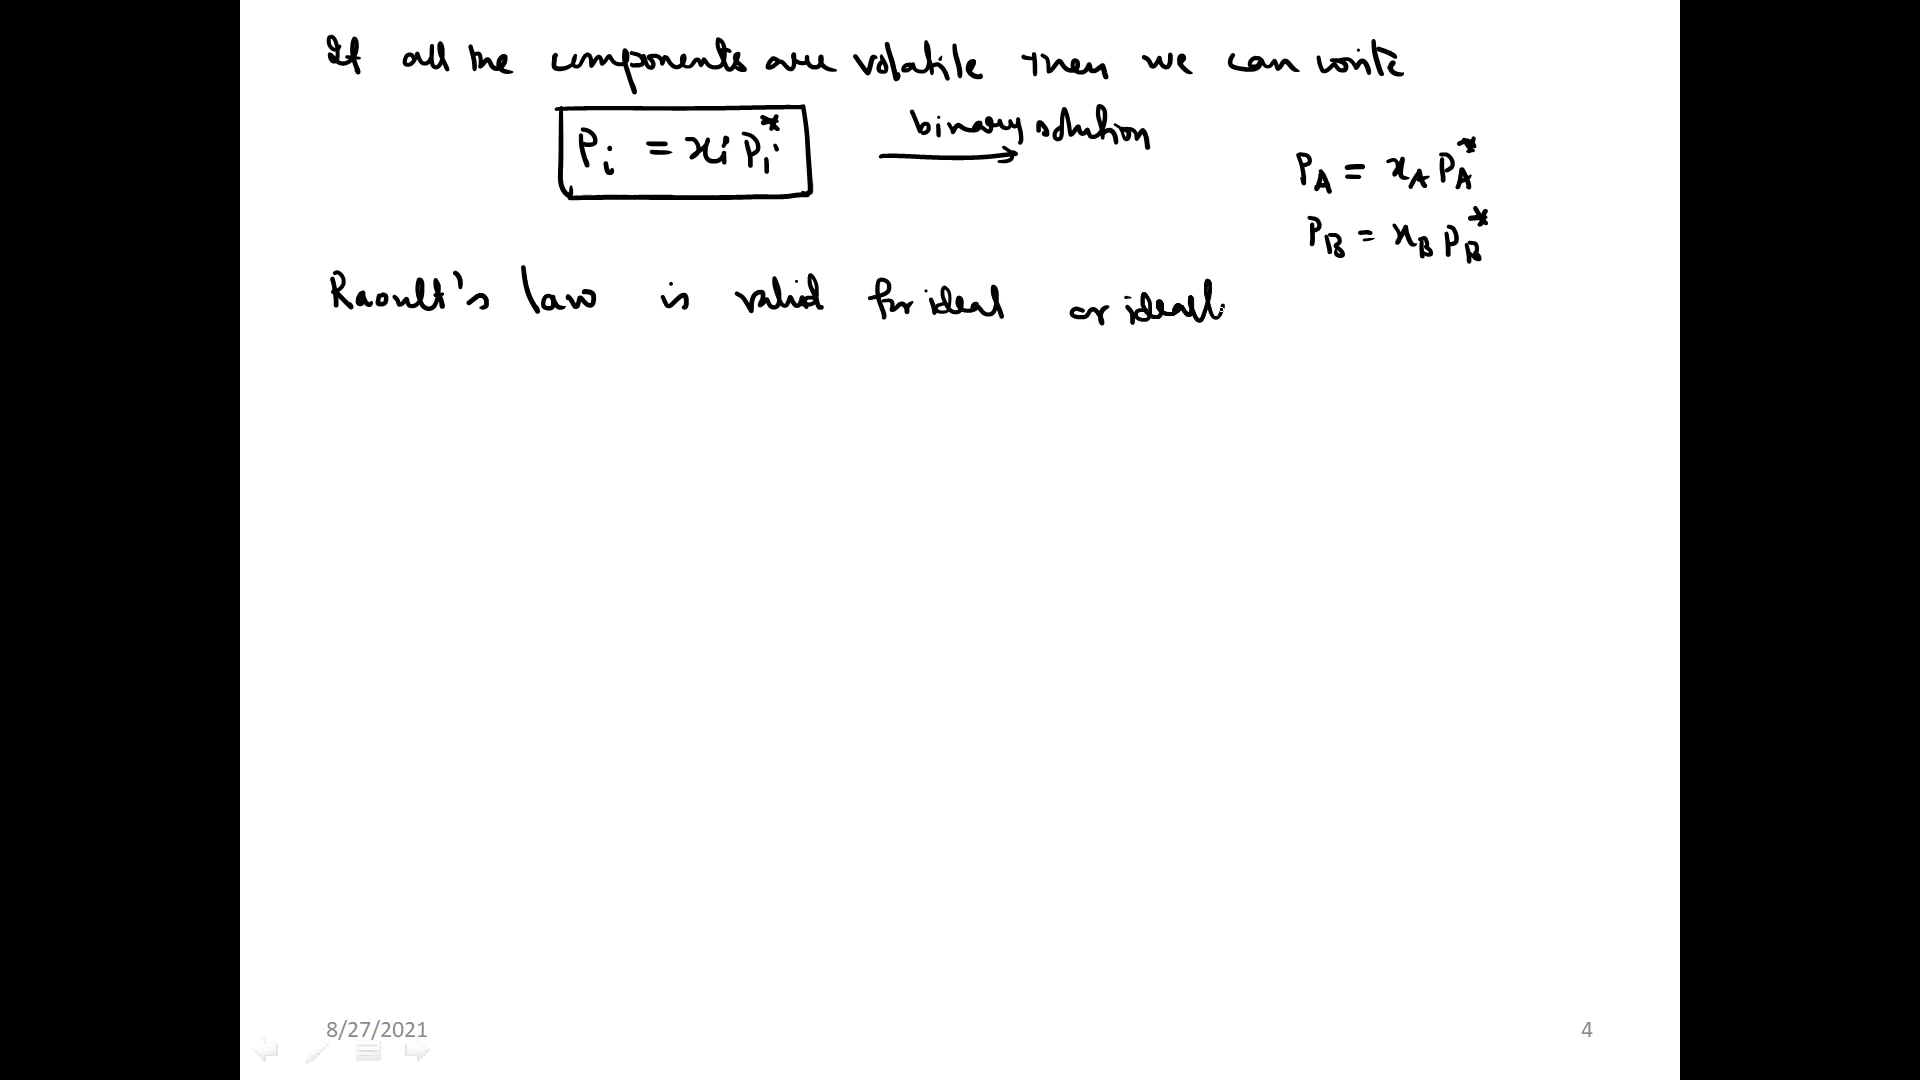 If all the components are volatile then we can write
Pi = xi Pi*
binary solution
PA = xA PA*
PB = xB PB*
Raoult's law is valid for ideal or ideall
8/27/2021
4